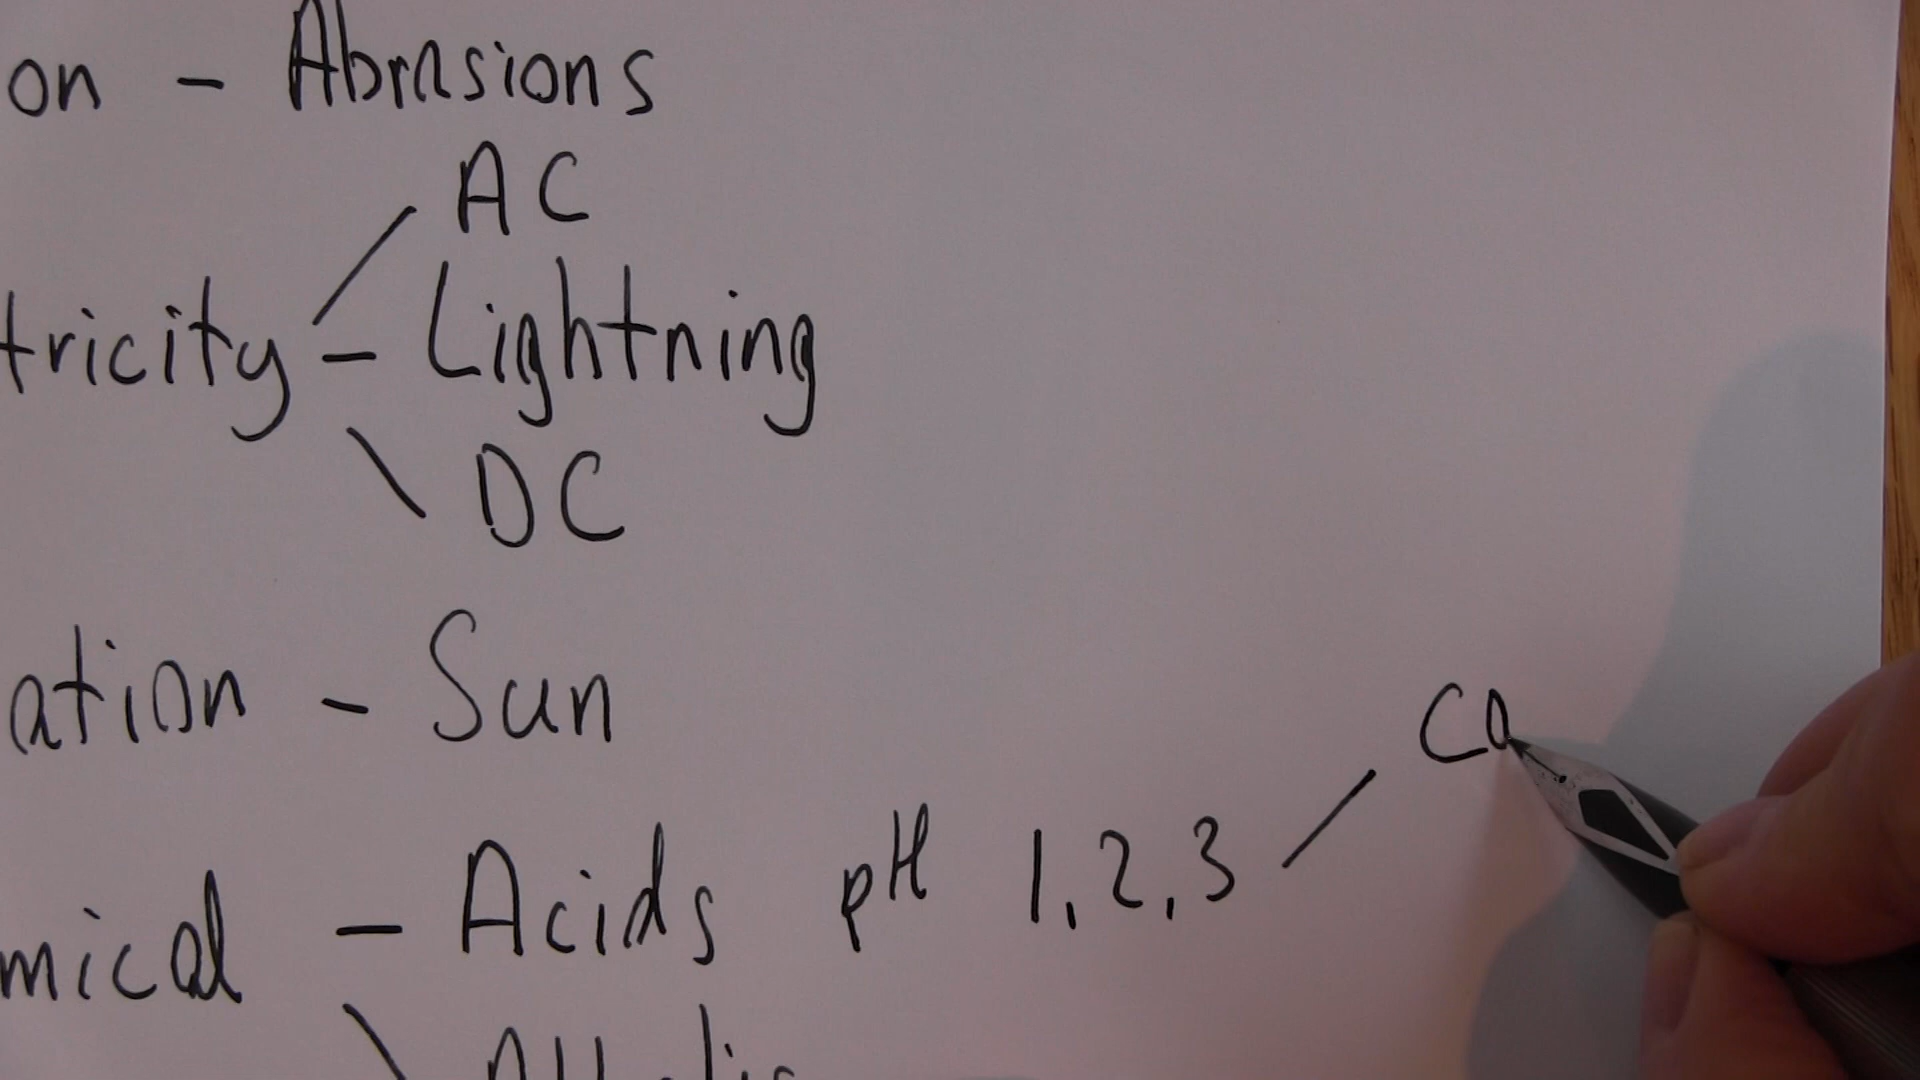 on - Abrasions
AC
tricity - Lightning
DC
ation - Sun
Ca
mical - Acids pH 1,2,3